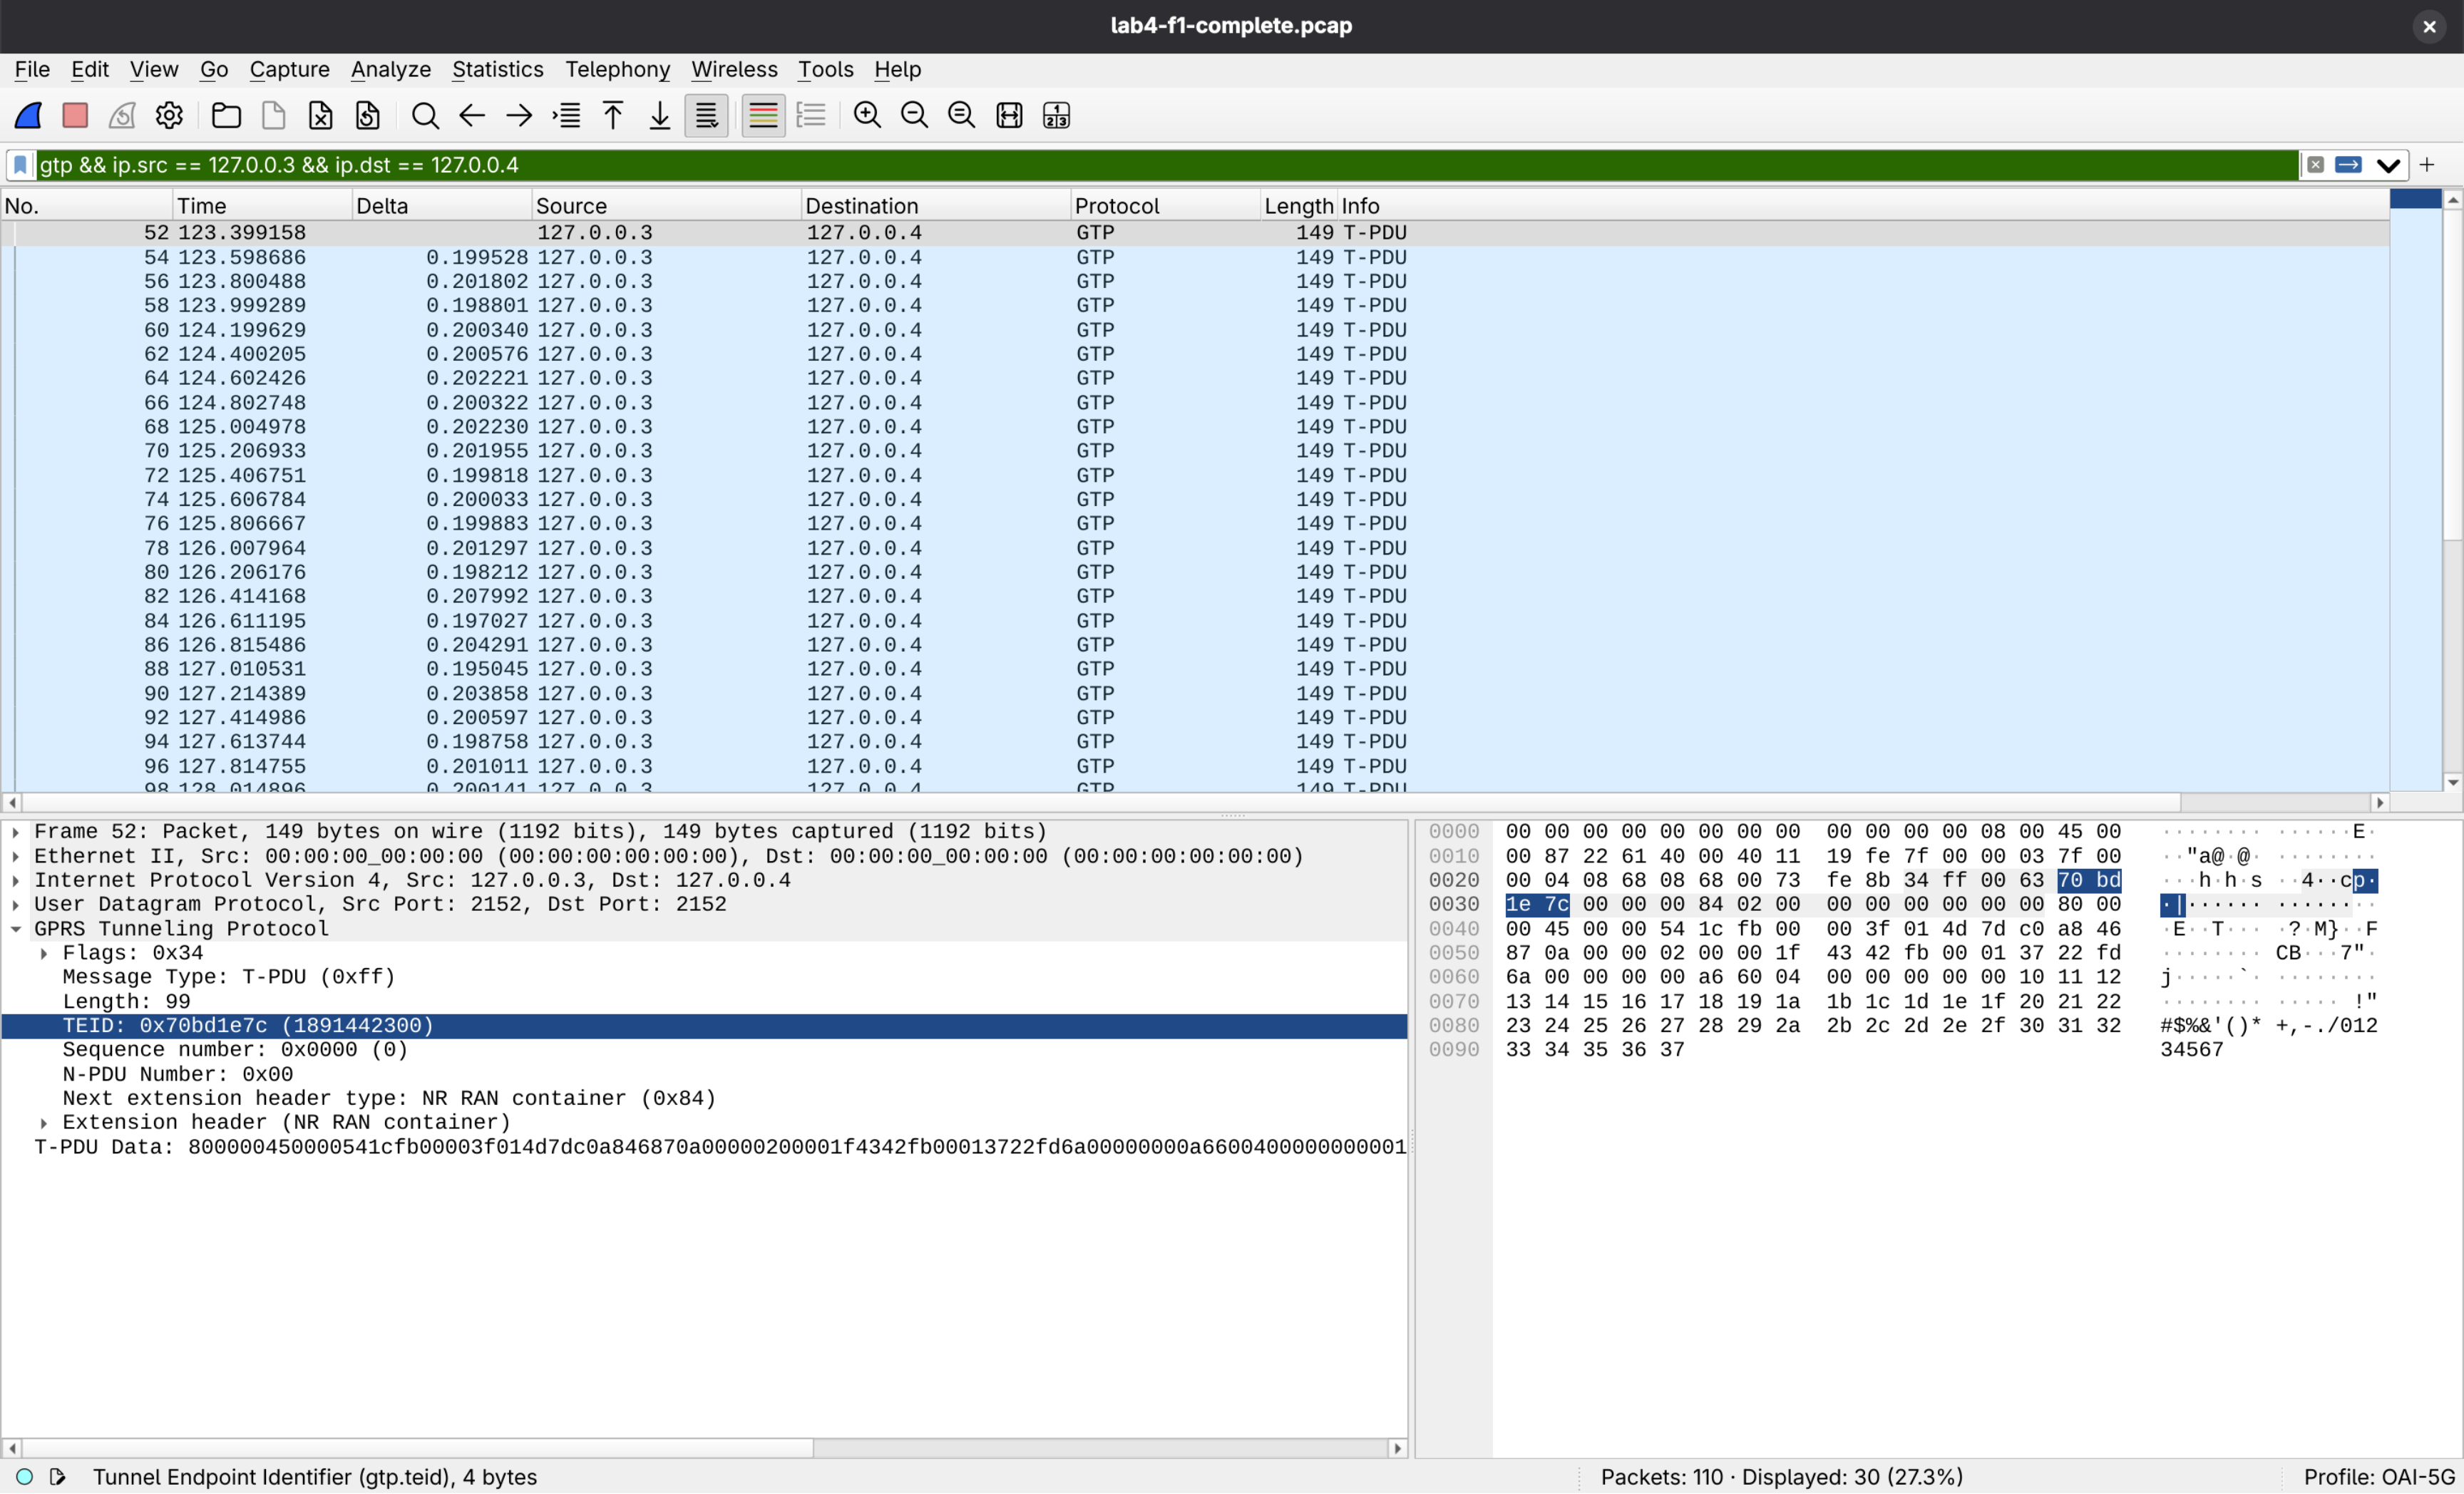 lab4-f1-complete.pcap
File Edit View Go Capture Analyze Statistics Telephony Wireless Tools Help
gtp && ip.src == 127.0.0.3 && ip.dst == 127.0.0.4
No. Time Delta Source Destination Protocol Length Info
52 123.399158 127.0.0.3 127.0.0.4 GTP 149 T-PDU
54 123.598686 0.199528 127.0.0.3 127.0.0.4 GTP 149 T-PDU
56 123.800488 0.201802 127.0.0.3 127.0.0.4 GTP 149 T-PDU
58 123.999289 0.198801 127.0.0.3 127.0.0.4 GTP 149 T-PDU
60 124.199629 0.200340 127.0.0.3 127.0.0.4 GTP 149 T-PDU
62 124.400205 0.200576 127.0.0.3 127.0.0.4 GTP 149 T-PDU
64 124.602426 0.202221 127.0.0.3 127.0.0.4 GTP 149 T-PDU
66 124.802748 0.200322 127.0.0.3 127.0.0.4 GTP 149 T-PDU
68 125.004978 0.202230 127.0.0.3 127.0.0.4 GTP 149 T-PDU
70 125.206933 0.201955 127.0.0.3 127.0.0.4 GTP 149 T-PDU
72 125.406751 0.199818 127.0.0.3 127.0.0.4 GTP 149 T-PDU
74 125.606784 0.200033 127.0.0.3 127.0.0.4 GTP 149 T-PDU
76 125.806667 0.199883 127.0.0.3 127.0.0.4 GTP 149 T-PDU
78 126.007964 0.201297 127.0.0.3 127.0.0.4 GTP 149 T-PDU
80 126.206176 0.198212 127.0.0.3 127.0.0.4 GTP 149 T-PDU
82 126.414168 0.207992 127.0.0.3 127.0.0.4 GTP 149 T-PDU
84 126.611195 0.197027 127.0.0.3 127.0.0.4 GTP 149 T-PDU
86 126.815486 0.204291 127.0.0.3 127.0.0.4 GTP 149 T-PDU
88 127.010531 0.195045 127.0.0.3 127.0.0.4 GTP 149 T-PDU
90 127.214389 0.203858 127.0.0.3 127.0.0.4 GTP 149 T-PDU
92 127.414986 0.200597 127.0.0.3 127.0.0.4 GTP 149 T-PDU
94 127.613744 0.198758 127.0.0.3 127.0.0.4 GTP 149 T-PDU
96 127.814755 0.201011 127.0.0.3 127.0.0.4 GTP 149 T-PDU
98 128.014896 0.200141 127.0.0.3 127.0.0.4 GTP 149 T-PDU
Frame 52: Packet, 149 bytes on wire (1192 bits), 149 bytes captured (1192 bits)
Ethernet II, Src: 00:00:00_00:00:00 (00:00:00:00:00:00), Dst: 00:00:00_00:00:00 (00:00:00:00:00:00)
Internet Protocol Version 4, Src: 127.0.0.3, Dst: 127.0.0.4
User Datagram Protocol, Src Port: 2152, Dst Port: 2152
GPRS Tunneling Protocol
Flags: 0x34
Message Type: T-PDU (0xff)
Length: 99
TEID: 0x70bd1e7c (1891442300)
Sequence number: 0x0000 (0)
N-PDU Number: 0x00
Next extension header type: NR RAN container (0x84)
Extension header (NR RAN container)
T-PDU Data: 800000450000541cfb00003f014d7dc0a846870a00000200001f4342fb00013722fd6a00000000a6600400000000001
0000 00 00 00 00 00 00 00 00 00 00 00 00 08 00 45 00 ········ ······E·
0010 00 87 22 61 40 00 40 11 19 fe 7f 00 00 03 7f 00 ··"a@·@· ········
0020 00 04 08 68 08 68 00 73 fe 8b 34 ff 00 63 70 bd ···h·h·s ··4··cp·
0030 1e 7c 00 00 00 84 02 00 00 00 00 00 00 00 80 00 ·|······ ········
0040 00 45 00 00 54 1c fb 00 00 3f 01 4d 7d c0 a8 46 ·E··T··· ·?·M}··F
0050 87 0a 00 00 02 00 00 1f 43 42 fb 00 01 37 22 fd ········ CB···7"·
0060 6a 00 00 00 00 a6 60 04 00 00 00 00 00 10 11 12 j·····`· ········
0070 13 14 15 16 17 18 19 1a 1b 1c 1d 1e 1f 20 21 22 ········ ····· !"
0080 23 24 25 26 27 28 29 2a 2b 2c 2d 2e 2f 30 31 32 #$%&'()* +,-./012
0090 33 34 35 36 37 34567
Tunnel Endpoint Identifier (gtp.teid), 4 bytes
Packets: 110 · Displayed: 30 (27.3%)
Profile: OAI-5G